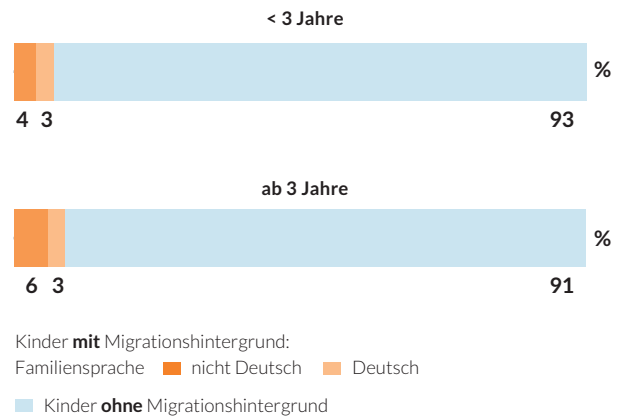 < 3 Jahre
%
4 3 93
ab 3 Jahre
%
6 3 91
Kinder mit Migrationshintergrund:
Familiensprache nicht Deutsch Deutsch
Kinder ohne Migrationshintergrund